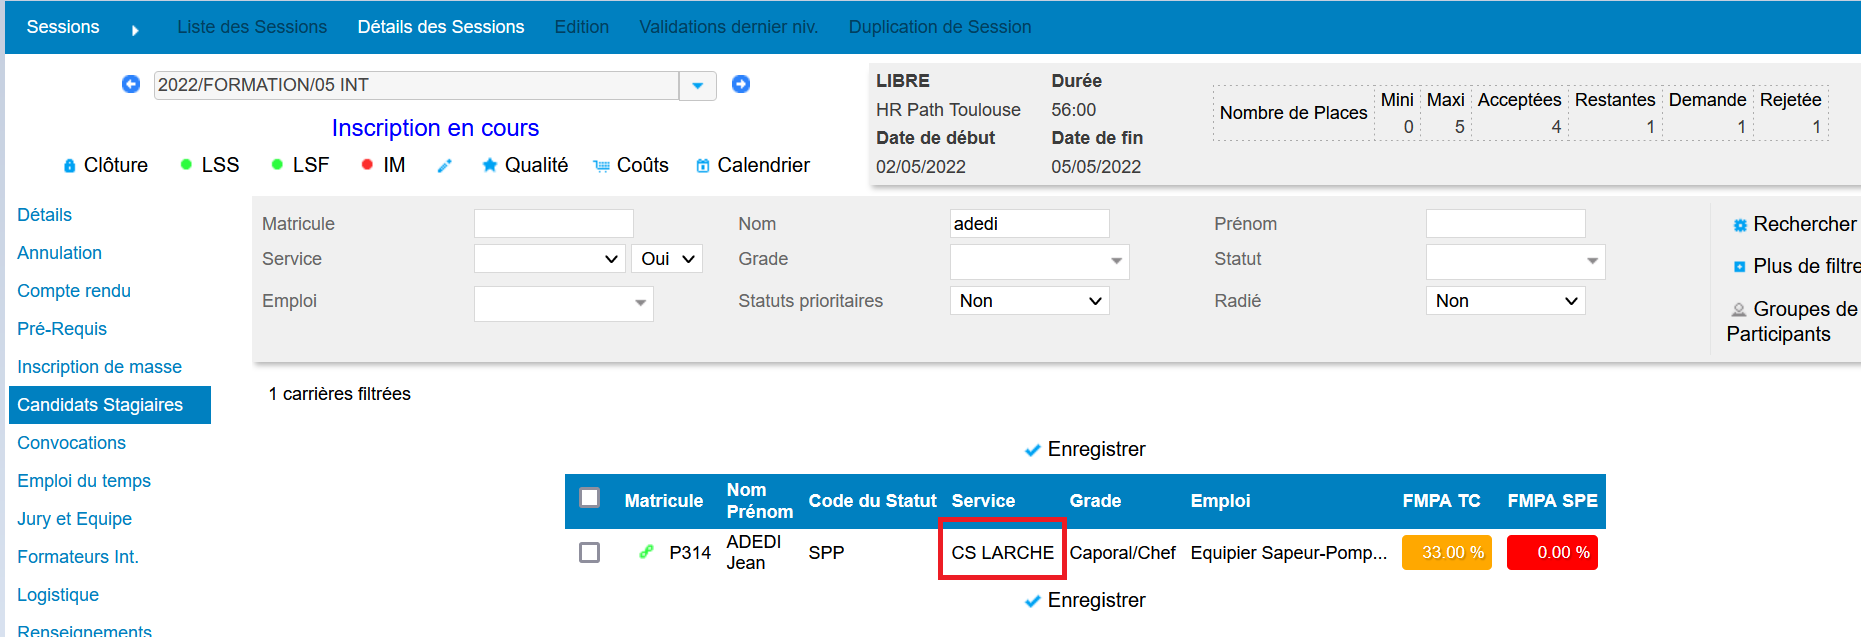 Sessions Liste des Sessions Détails des Sessions Edition Validations dernier niv. Duplication de Session
2022/FORMATION/05 INT
Inscription en cours
Clôture LSS LSF IM Qualité Coûts Calendrier
LIBRE Durée
HR Path Toulouse 56:00
Date de début Date de fin
02/05/2022 05/05/2022
Nombre de Places Mini Maxi Acceptées Restantes Demande Rejetée
0 5 4 1 1 1
Détails
Annulation
Compte rendu
Pré-Requis
Inscription de masse
Candidats Stagiaires
Convocations
Emploi du temps
Jury et Equipe
Formateurs Int.
Logistique
Renseignements
Matricule Nom adedi Prénom
Service Oui Grade Statut
Emploi Statuts prioritaires Non Radié Non
Rechercher
Plus de filtre
Groupes de
Participants
1 carrières filtrées
Enregistrer
Matricule Nom Prénom Code du Statut Service Grade Emploi FMPA TC FMPA SPE
P314 ADEDI Jean SPP CS LARCHE Caporal/Chef Equipier Sapeur-Pomp... 33.00 % 0.00 %
Enregistrer